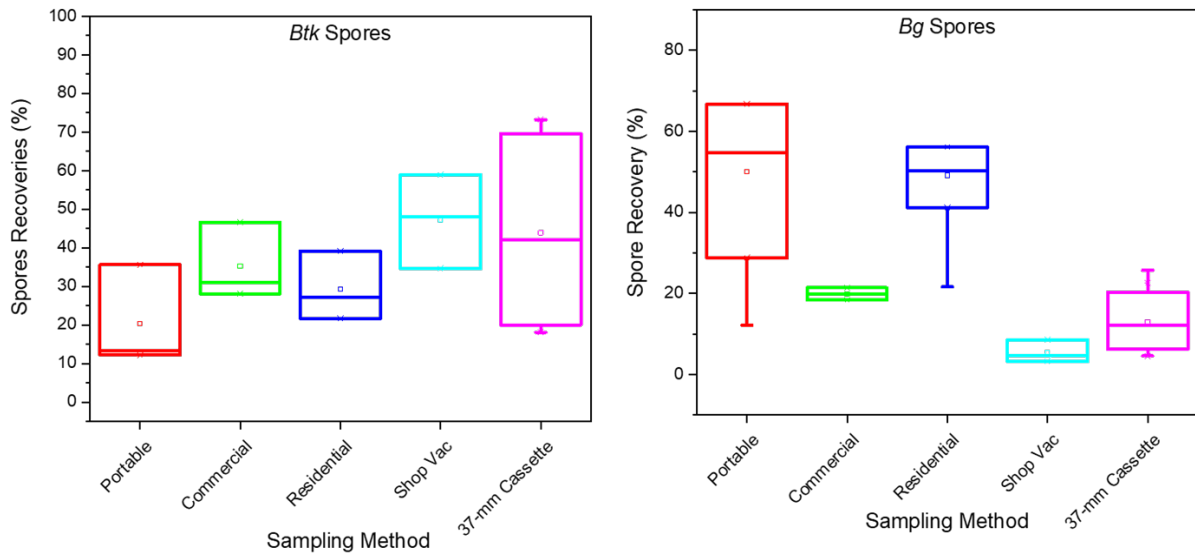 Btk Spores
Spores Recoveries (%)
100
90
80
70
60
50
40
30
20
10
0
Portable
Commercial
Residential
Shop Vac
37-mm Cassette
Sampling Method
Bg Spores
Spore Recovery (%)
80
60
40
20
0
Portable
Commercial
Residential
Shop Vac
37-mm Cassette
Sampling Method